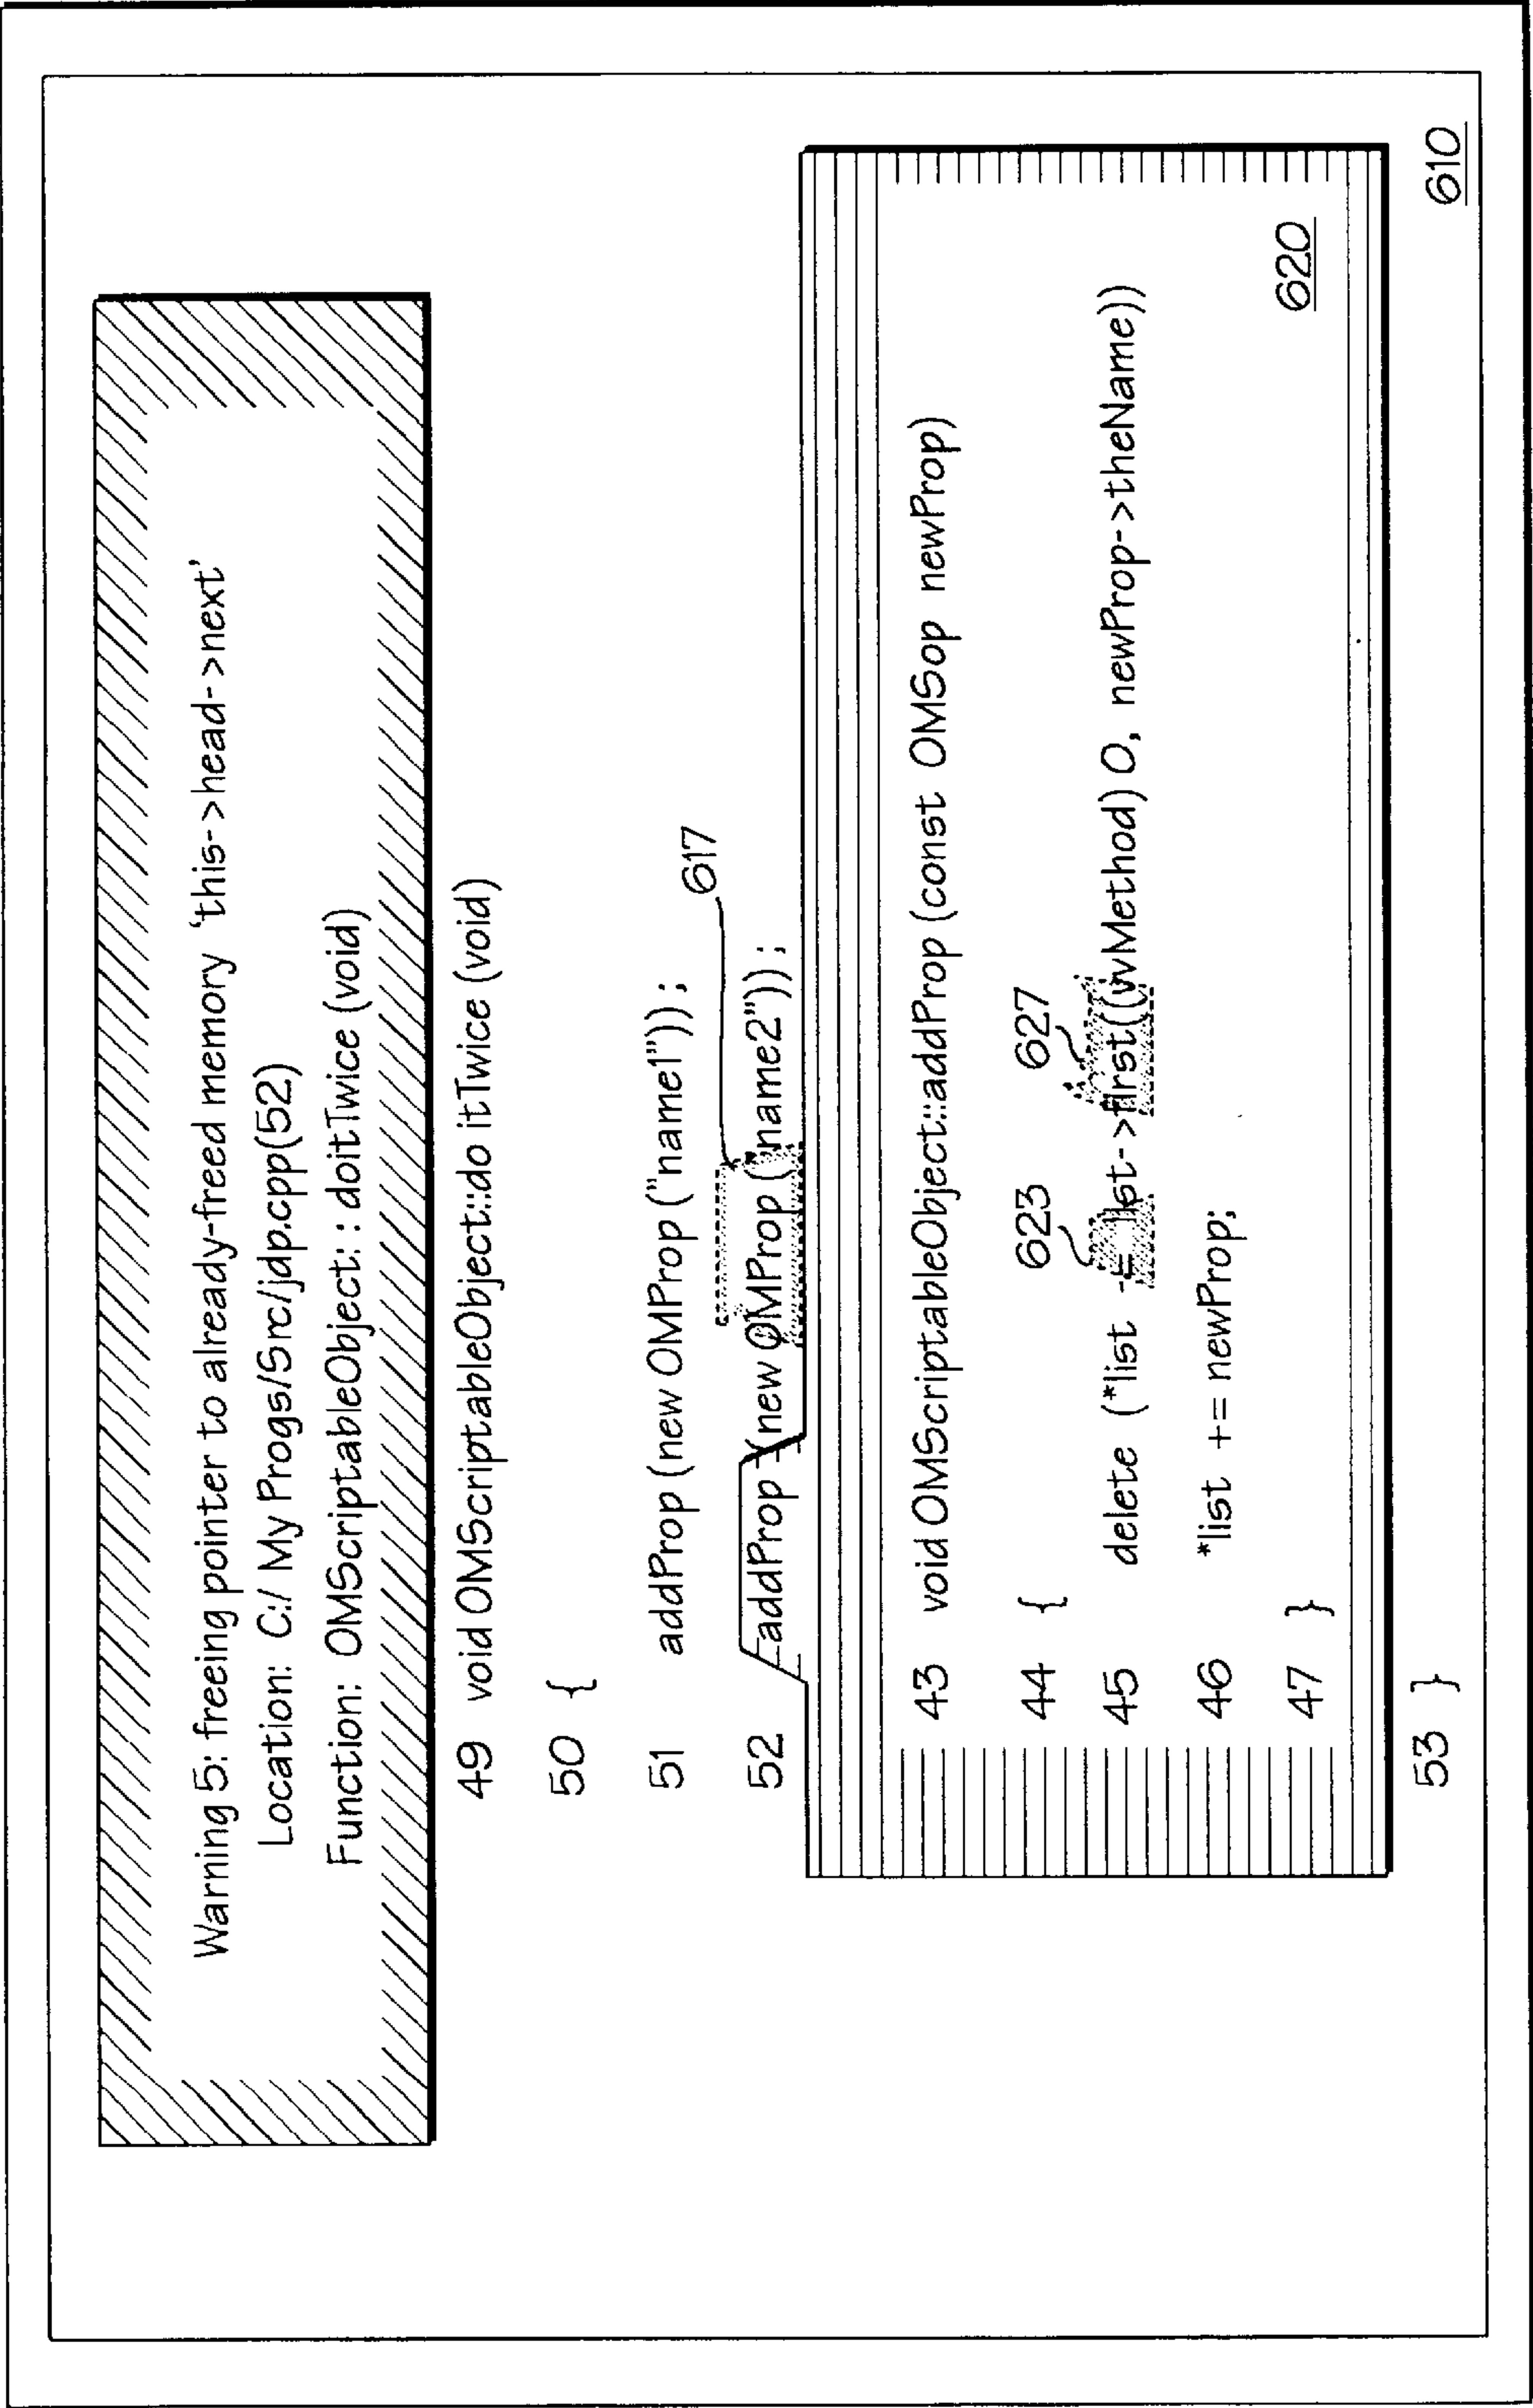 Warning 5: freeing pointer to already-freed memory 'this->head->next'
Location: C:/ My Progs/Src/jdp.cpp(52)
Function: OMScriptableObject: : doitTwice (void)
49 void OMScriptableObject::do itTwice (void)
50 {
51 addProp (new OMProp ("name1")) ;
617
52 addProp (new OMProp ("name2")) ;
43 void OMScriptableObject::addProp (const OMSop newProp)
44 {
623 627
45 delete (*list -= list->first((wMethod) O, newProp->theName))
46 *list += newProp;
47 }
620
53 }
610